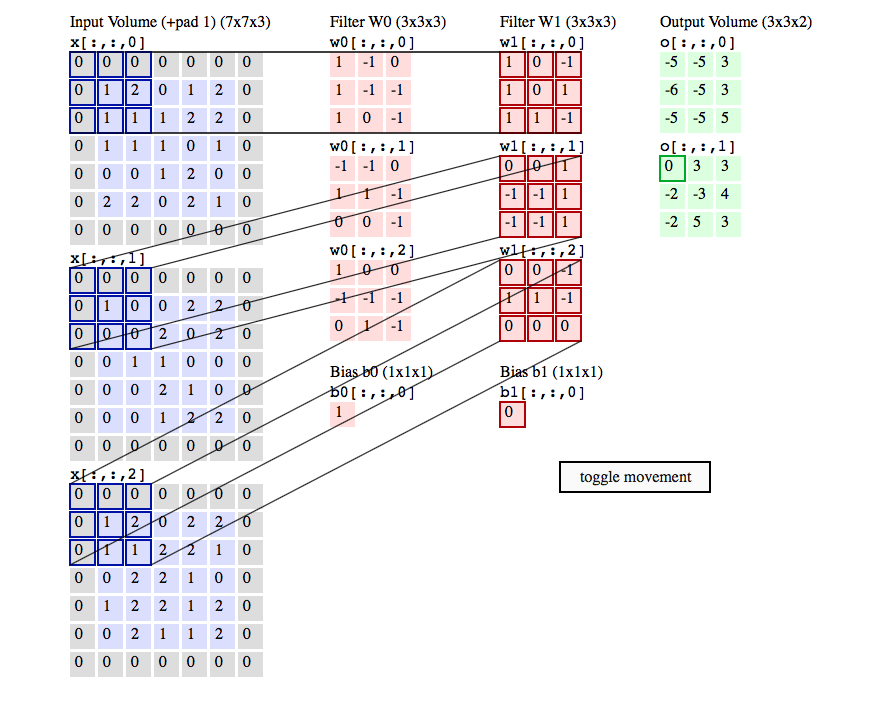 Input Volume (+pad 1) (7x7x3)
x[:,:,0]
0 0 0 0 0 0 0
0 1 2 0 1 2 0
0 1 1 1 2 2 0
0 1 1 1 0 1 0
0 0 0 1 2 0 0
0 2 2 0 2 1 0
0 0 0 0 0 0 0
x[:,:,1]
0 0 0 0 0 0 0
0 1 0 0 2 2 0
0 0 0 2 0 2 0
0 0 1 1 0 0 0
0 0 0 2 1 0 0
0 0 0 1 2 2 0
0 0 0 0 0 0 0
x[:,:,2]
0 0 0 0 0 0 0
0 1 2 0 2 2 0
0 1 1 2 2 1 0
0 0 2 2 1 0 0
0 1 2 2 1 2 0
0 0 2 1 1 2 0
0 0 0 0 0 0 0
Filter W0 (3x3x3)
w0[:,:,0]
1 -1 0
1 -1 -1
1 0 -1
w0[:,:,1]
-1 -1 0
1 1 -1
0 0 -1
w0[:,:,2]
1 0 0
-1 -1 -1
0 1 -1
Bias b0 (1x1x1)
b0[:,:,0]
1
Filter W1 (3x3x3)
w1[:,:,0]
1 0 -1
1 0 1
1 1 -1
w1[:,:,1]
0 0 1
-1 -1 1
-1 -1 1
w1[:,:,2]
0 0 -1
1 1 -1
0 0 0
Bias b1 (1x1x1)
b1[:,:,0]
0
Output Volume (3x3x2)
o[:,:,0]
-5 -5 3
-6 -5 3
-5 -5 5
o[:,:,1]
0 3 3
-2 -3 4
-2 5 3
toggle movement